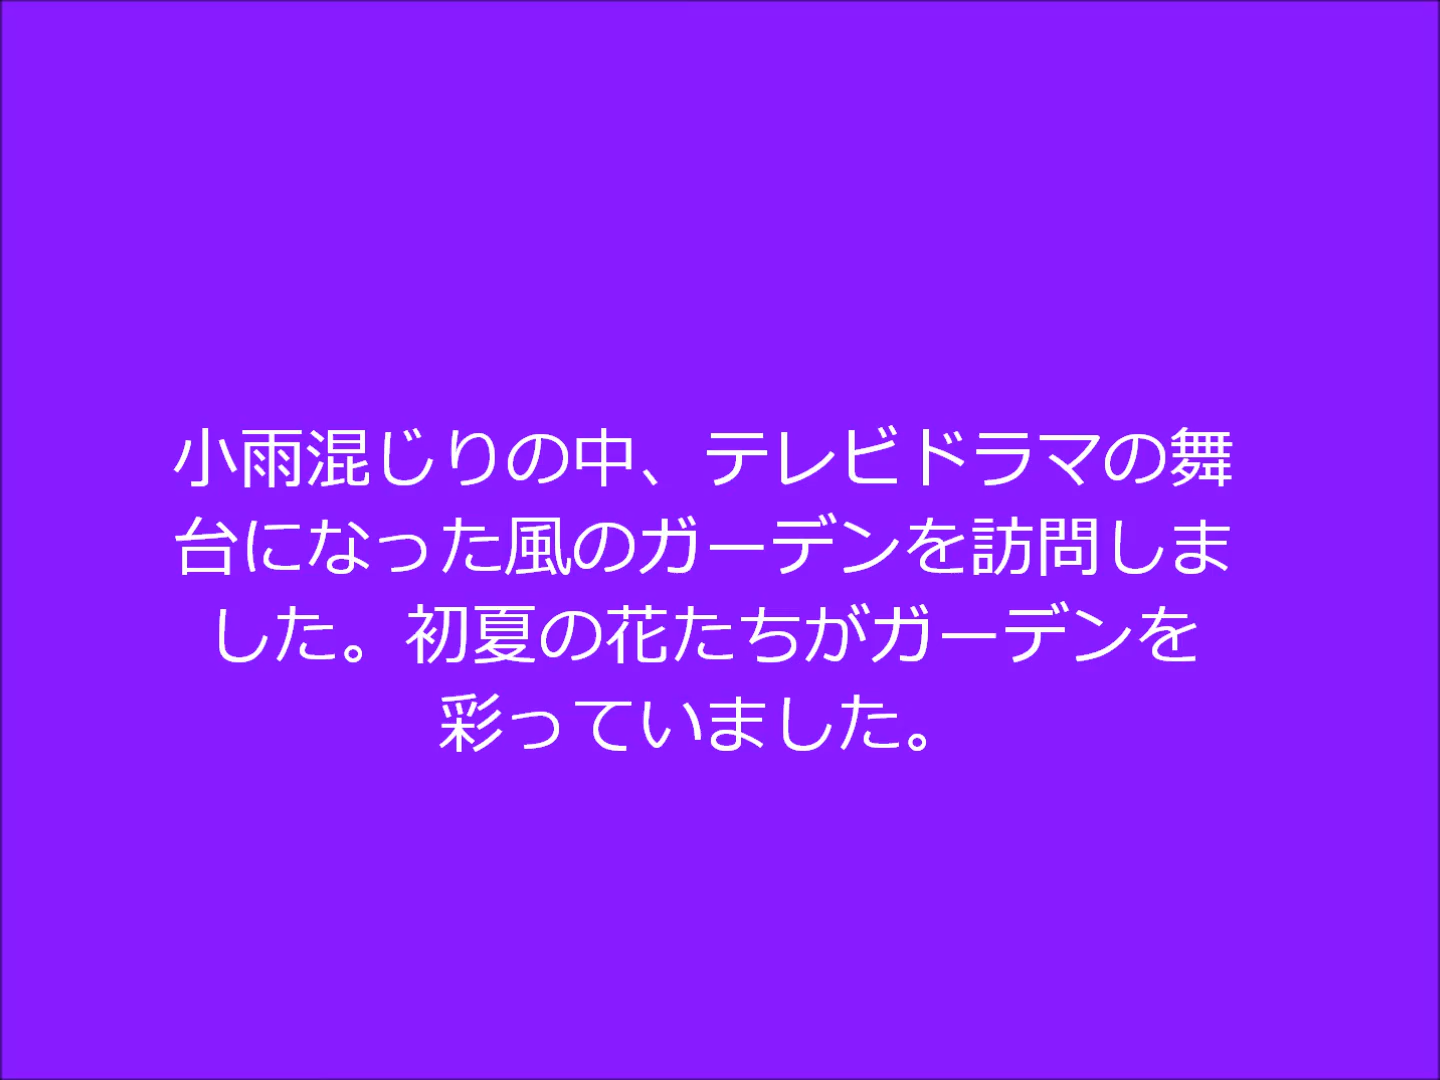 小雨混じりの中、テレビドラマの舞
台になった風のガーデンを訪問しま
した。初夏の花たちがガーデンを
彩っていました。